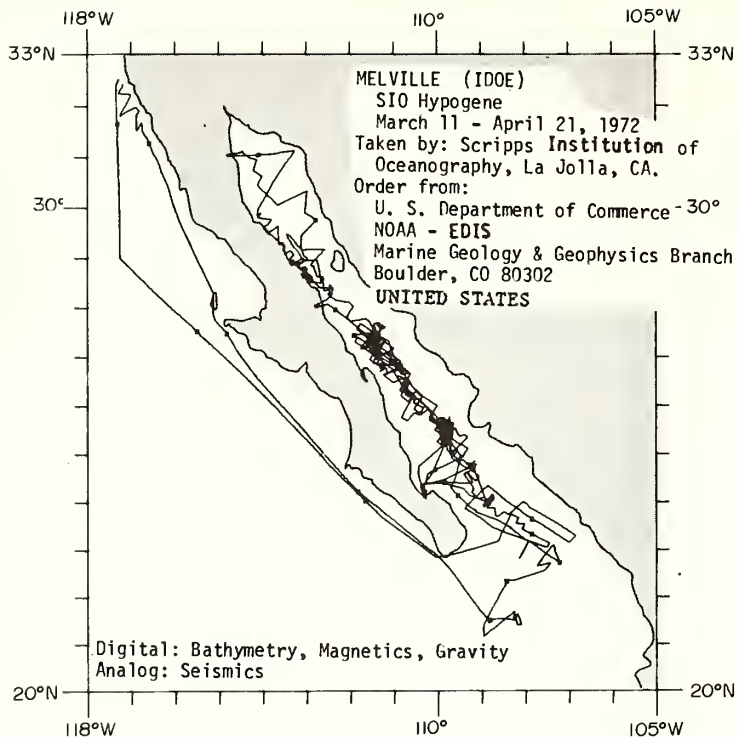 118°W 110° 105°W
33°N 33°N
MELVILLE (IDOE)
SIO Hypogene
March 11 - April 21, 1972
Taken by: Scripps Institution of
Oceanography, La Jolla, CA.
Order from:
30° U. S. Department of Commerce 30°
NOAA - EDIS
Marine Geology & Geophysics Branch
Boulder, CO 80302
UNITED STATES
Digital: Bathymetry, Magnetics, Gravity
Analog: Seismics
20°N 20°N
118°W 110° 105°W